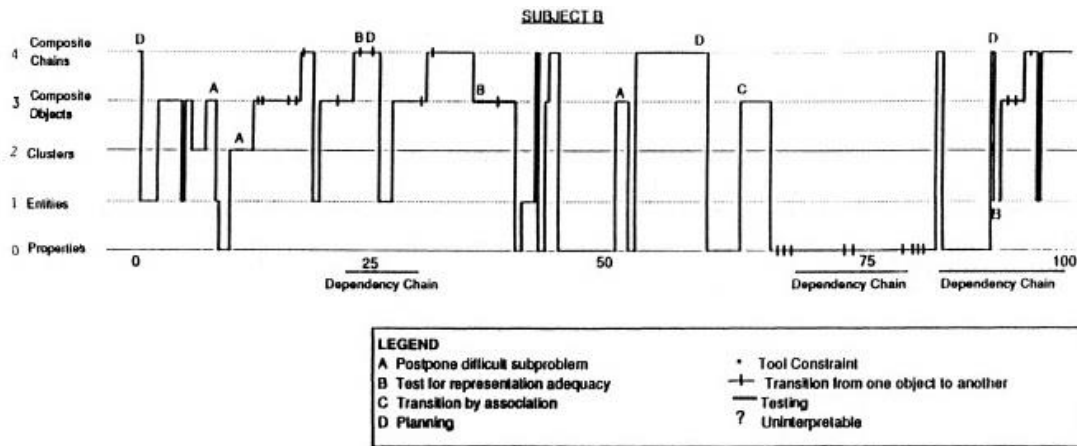 SUBJECT B
D B D D D
4 Composite Chains
A B A C
3 Composite Objects
A
2 Clusters
1 Entities
B
0 Properties
0 25 50 75 100
Dependency Chain Dependency Chain Dependency Chain
LEGEND
A Postpone difficult subproblem
B Test for representation adequacy
C Transition by association
D Planning
Tool Constraint
Transition from one object to another
Testing
? Uninterpretable